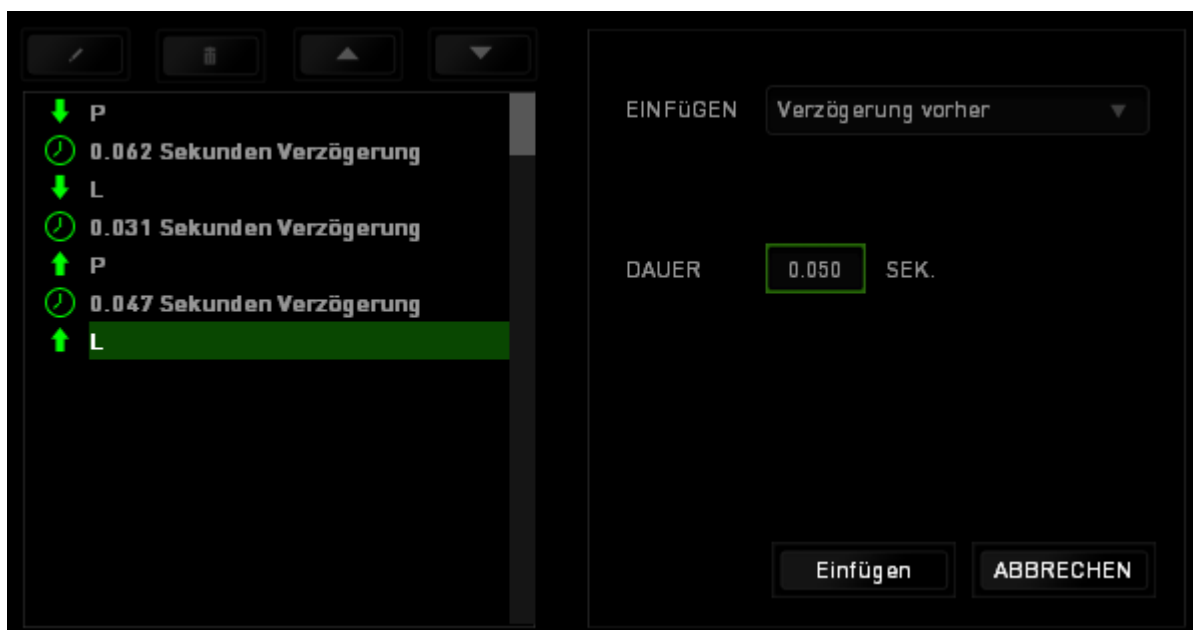 P
0.062 Sekunden Verzögerung
L
0.031 Sekunden Verzögerung
P
0.047 Sekunden Verzögerung
L
EINFüGEN Verzögerung vorher
DAUER 0.050 SEK.
Einfügen ABBRECHEN